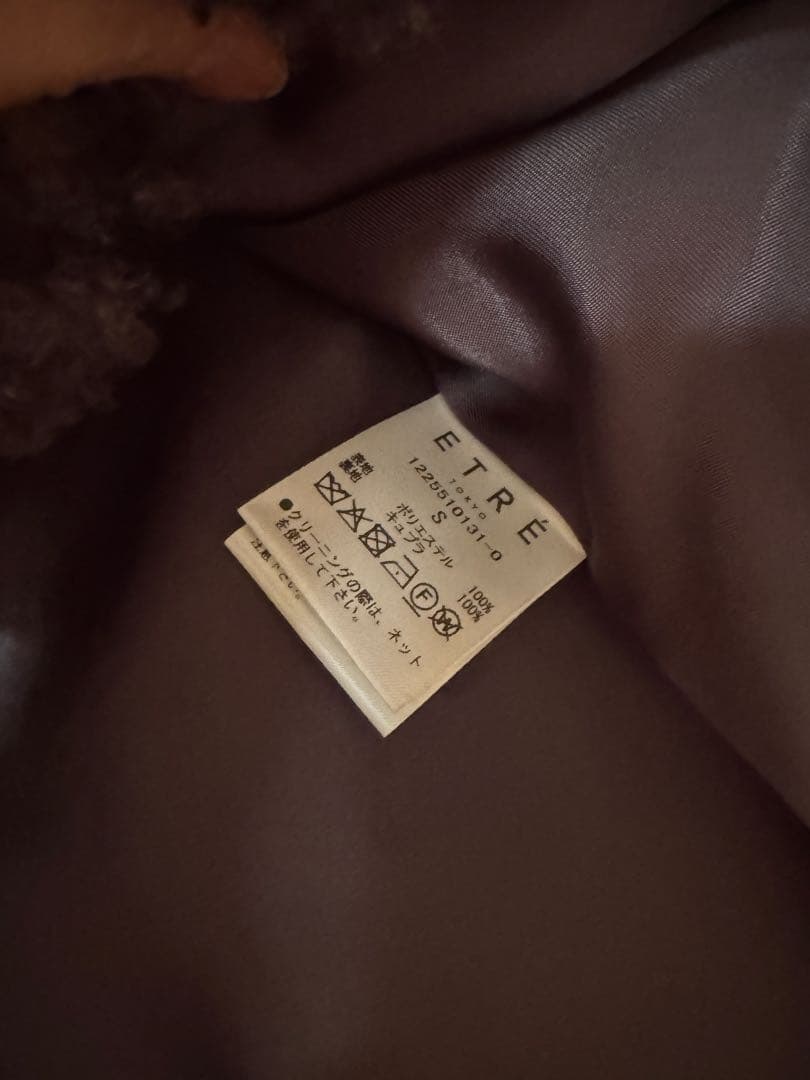 ETRÉ
TOKYO
1225510131-0
S
表地 ポリエステル 100%
裏地 キュプラ 100%
F W
●クリーニングの際は、ネット
を使用して下さい。